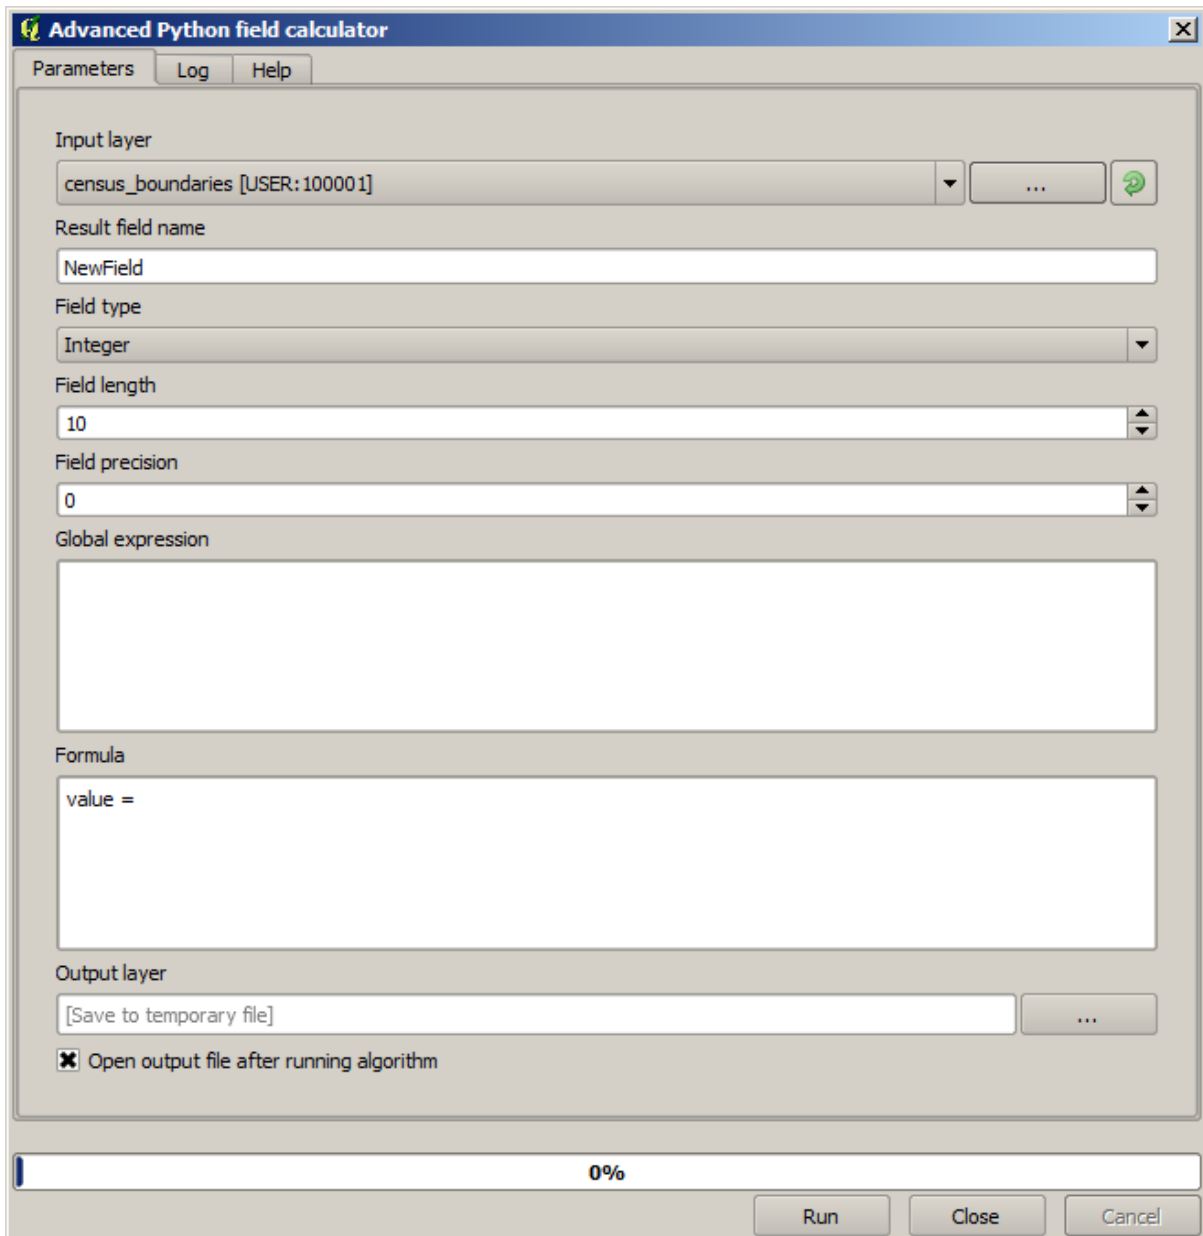 Advanced Python field calculator
Parameters Log Help
Input layer
census_boundaries [USER:100001] ...
Result field name
NewField
Field type
Integer
Field length
10
Field precision
0
Global expression
Formula
value =
Output layer
[Save to temporary file] ...
Open output file after running algorithm
0%
Run Close Cancel